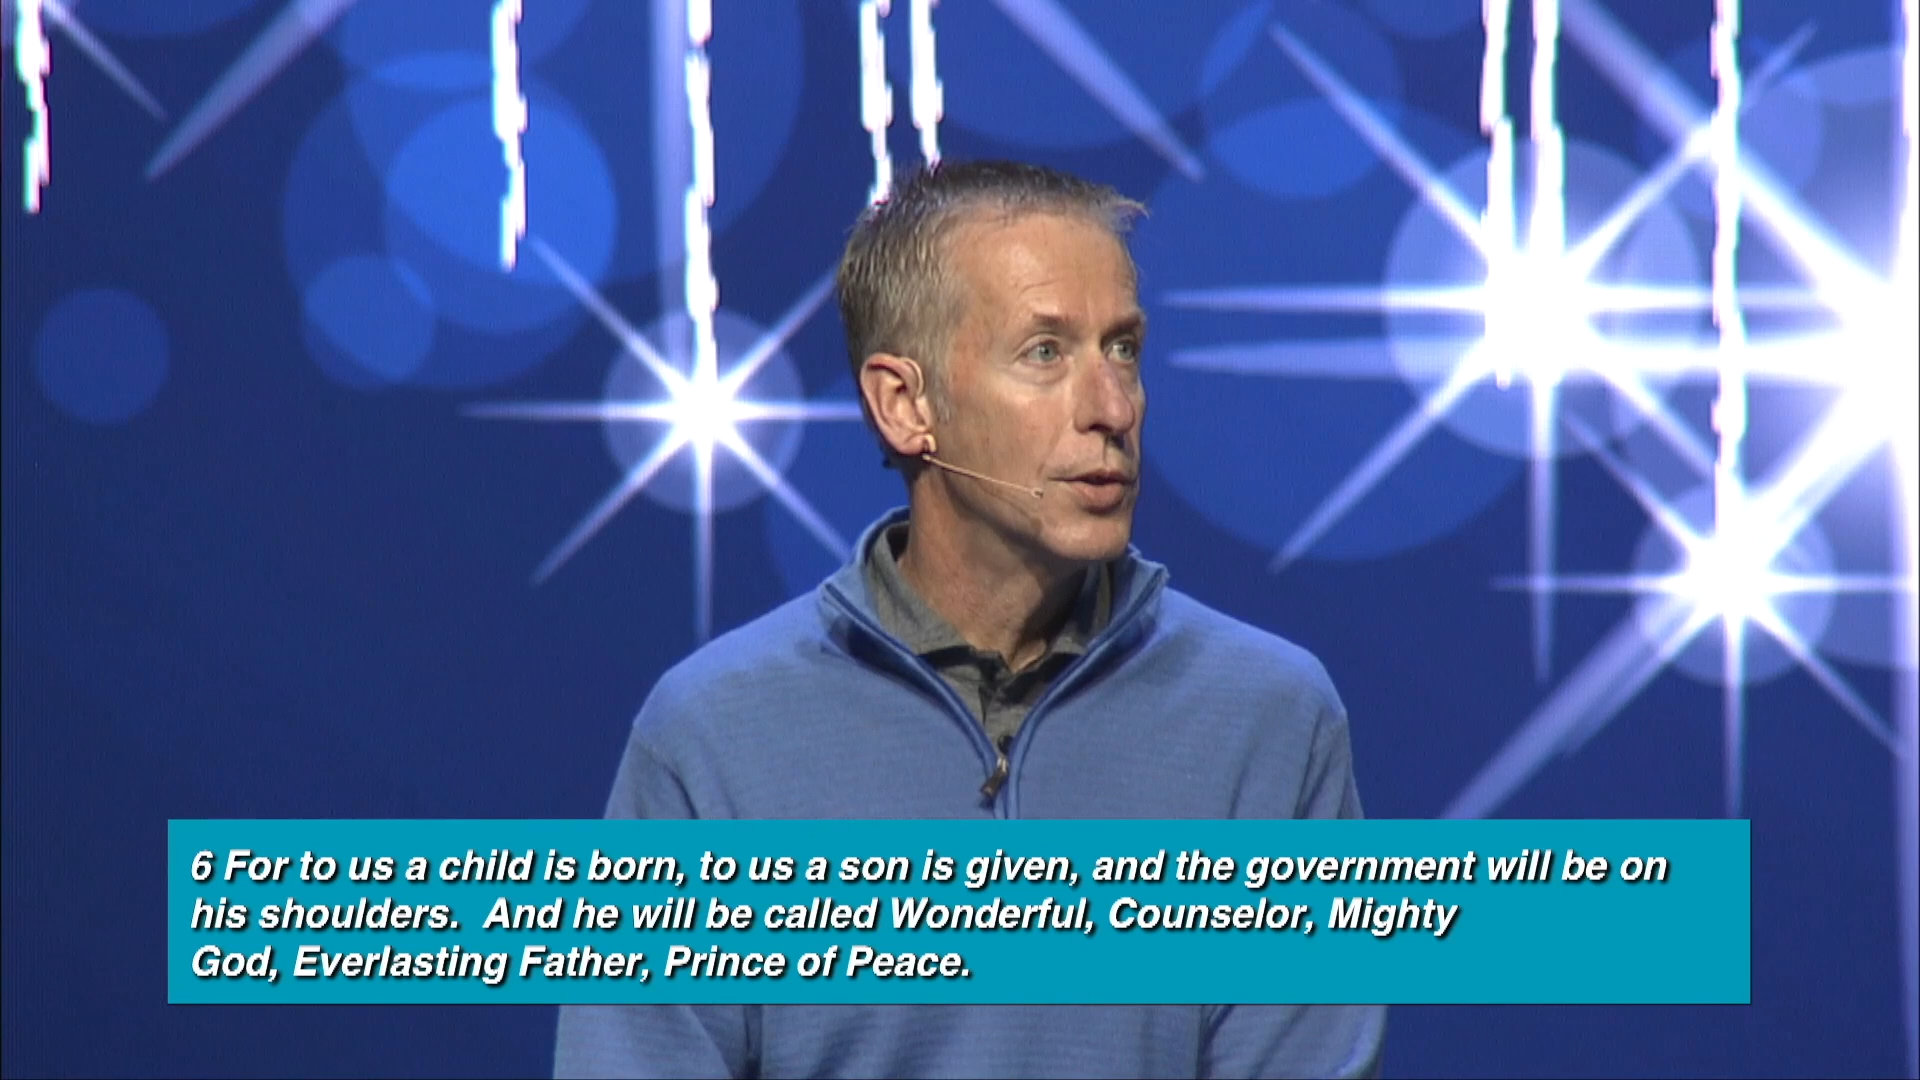 6 For to us a child is born, to us a son is given, and the government will be on
his shoulders.  And he will be called Wonderful, Counselor, Mighty
God, Everlasting Father, Prince of Peace.